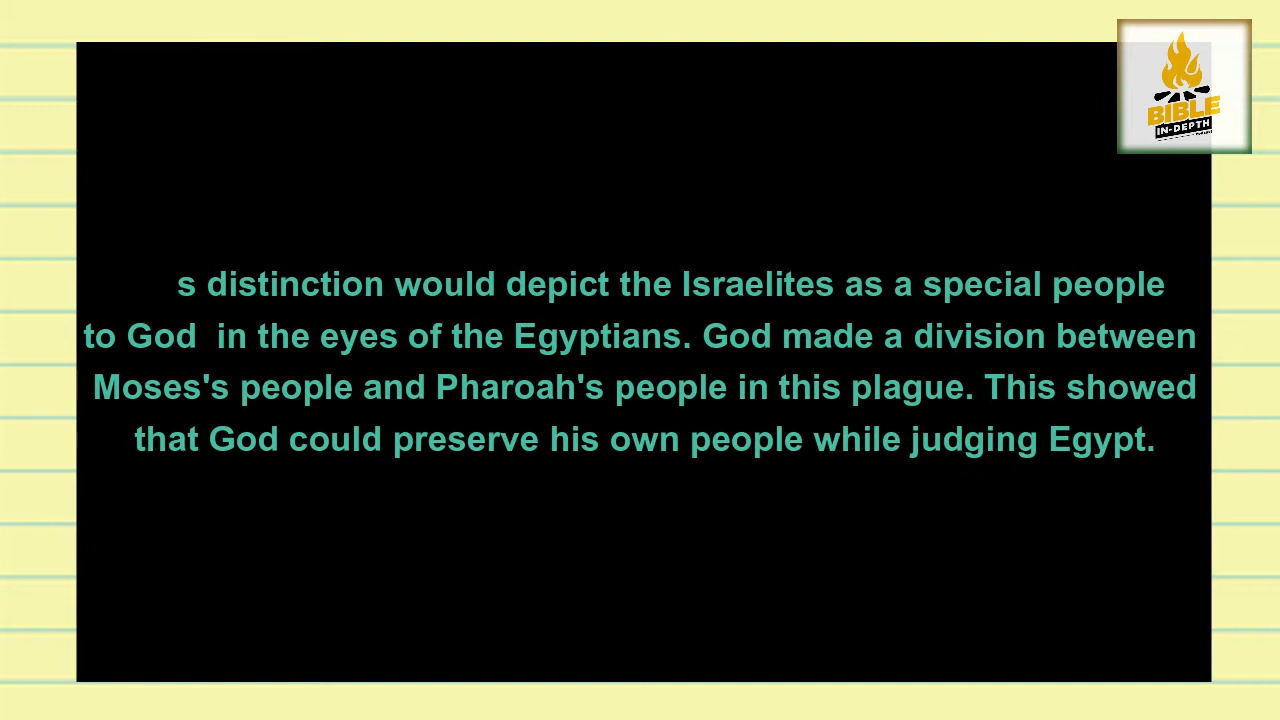 BIBLE
IN-DEPTH
s distinction would depict the Israelites as a special people
to God  in the eyes of the Egyptians. God made a division between
Moses's people and Pharoah's people in this plague. This showed
that God could preserve his own people while judging Egypt.